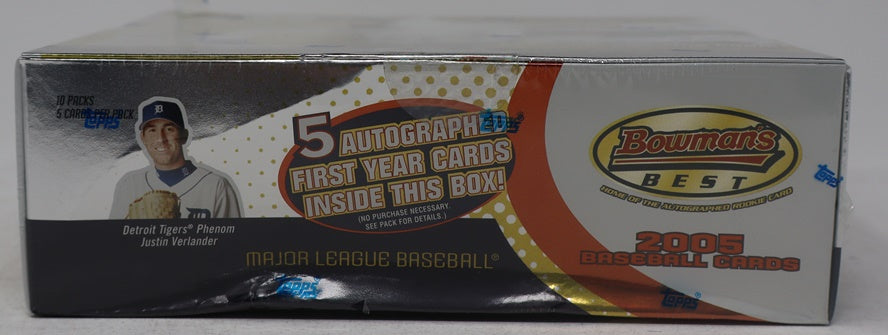 10 PACKS
5 CARDS PER PACK
topps
B
B
Detroit Tigers® Phenom
Justin Verlander
5 AUTOGRAPHED
FIRST YEAR CARDS
INSIDE THIS BOX!
(NO PURCHASE NECESSARY.
SEE PACK FOR DETAILS.)
topps
MAJOR LEAGUE BASEBALL®
topps
Bowman's
BEST
HOME OF THE AUTOGRAPHED ROOKIE CARD
topps
2005
BASEBALL CARDS
topps